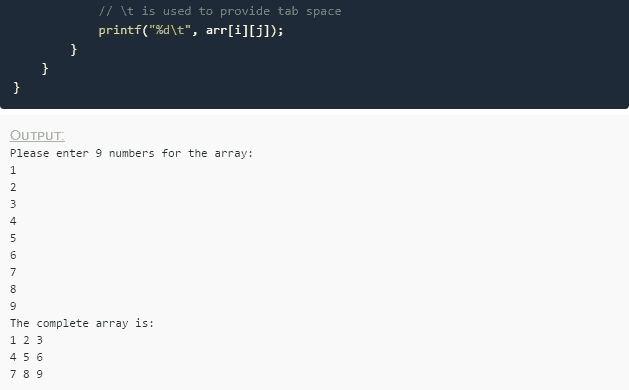 // \t is used to provide tab space
printf("%d\t", arr[i][j]);
}
}
}
OUTPUT:
Please enter 9 numbers for the array:
1
2
3
4
5
6
7
8
9
The complete array is:
1 2 3
4 5 6
7 8 9